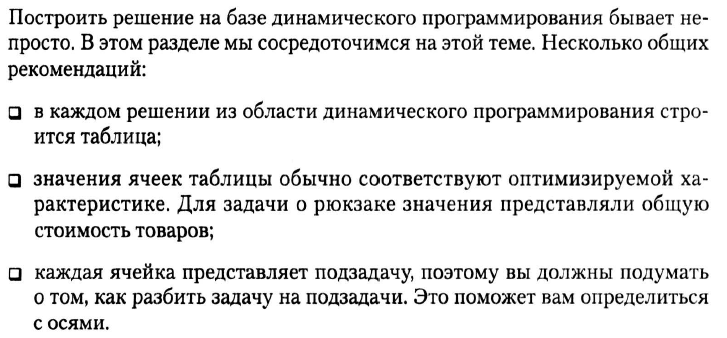 Построить решение на базе динамического программирования бывает не-
просто. В этом разделе мы сосредоточимся на этой теме. Несколько общих
рекомендаций:
❑ в каждом решении из области динамического программирования стро-
ится таблица;
❑ значения ячеек таблицы обычно соответствуют оптимизируемой ха-
рактеристике. Для задачи о рюкзаке значения представляли общую
стоимость товаров;
❑ каждая ячейка представляет подзадачу, поэтому вы должны подумать
о том, как разбить задачу на подзадачи. Это поможет вам определиться
с осями.